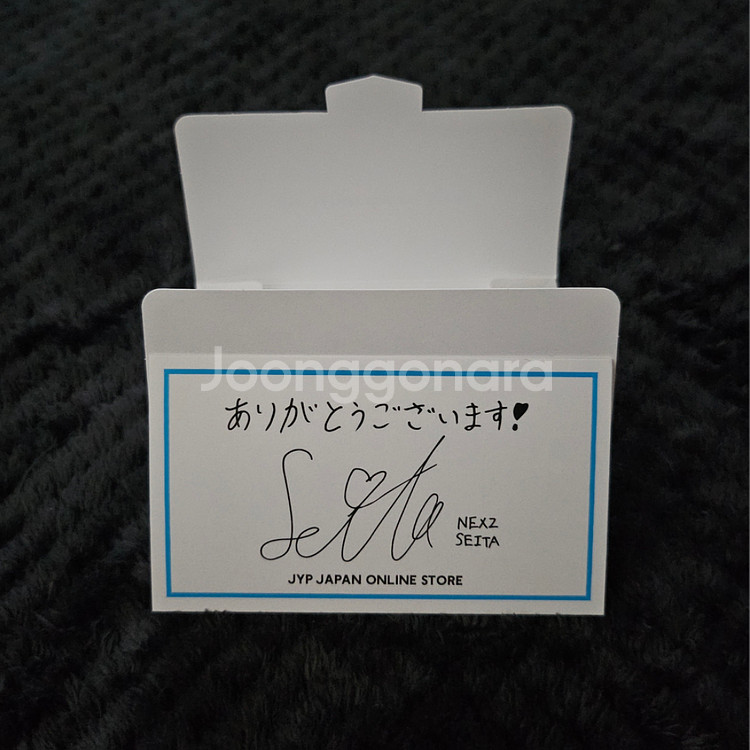 Joonggonara
ありがとうございます!
Seita
NEXZ
SEITA
JYP JAPAN ONLINE STORE